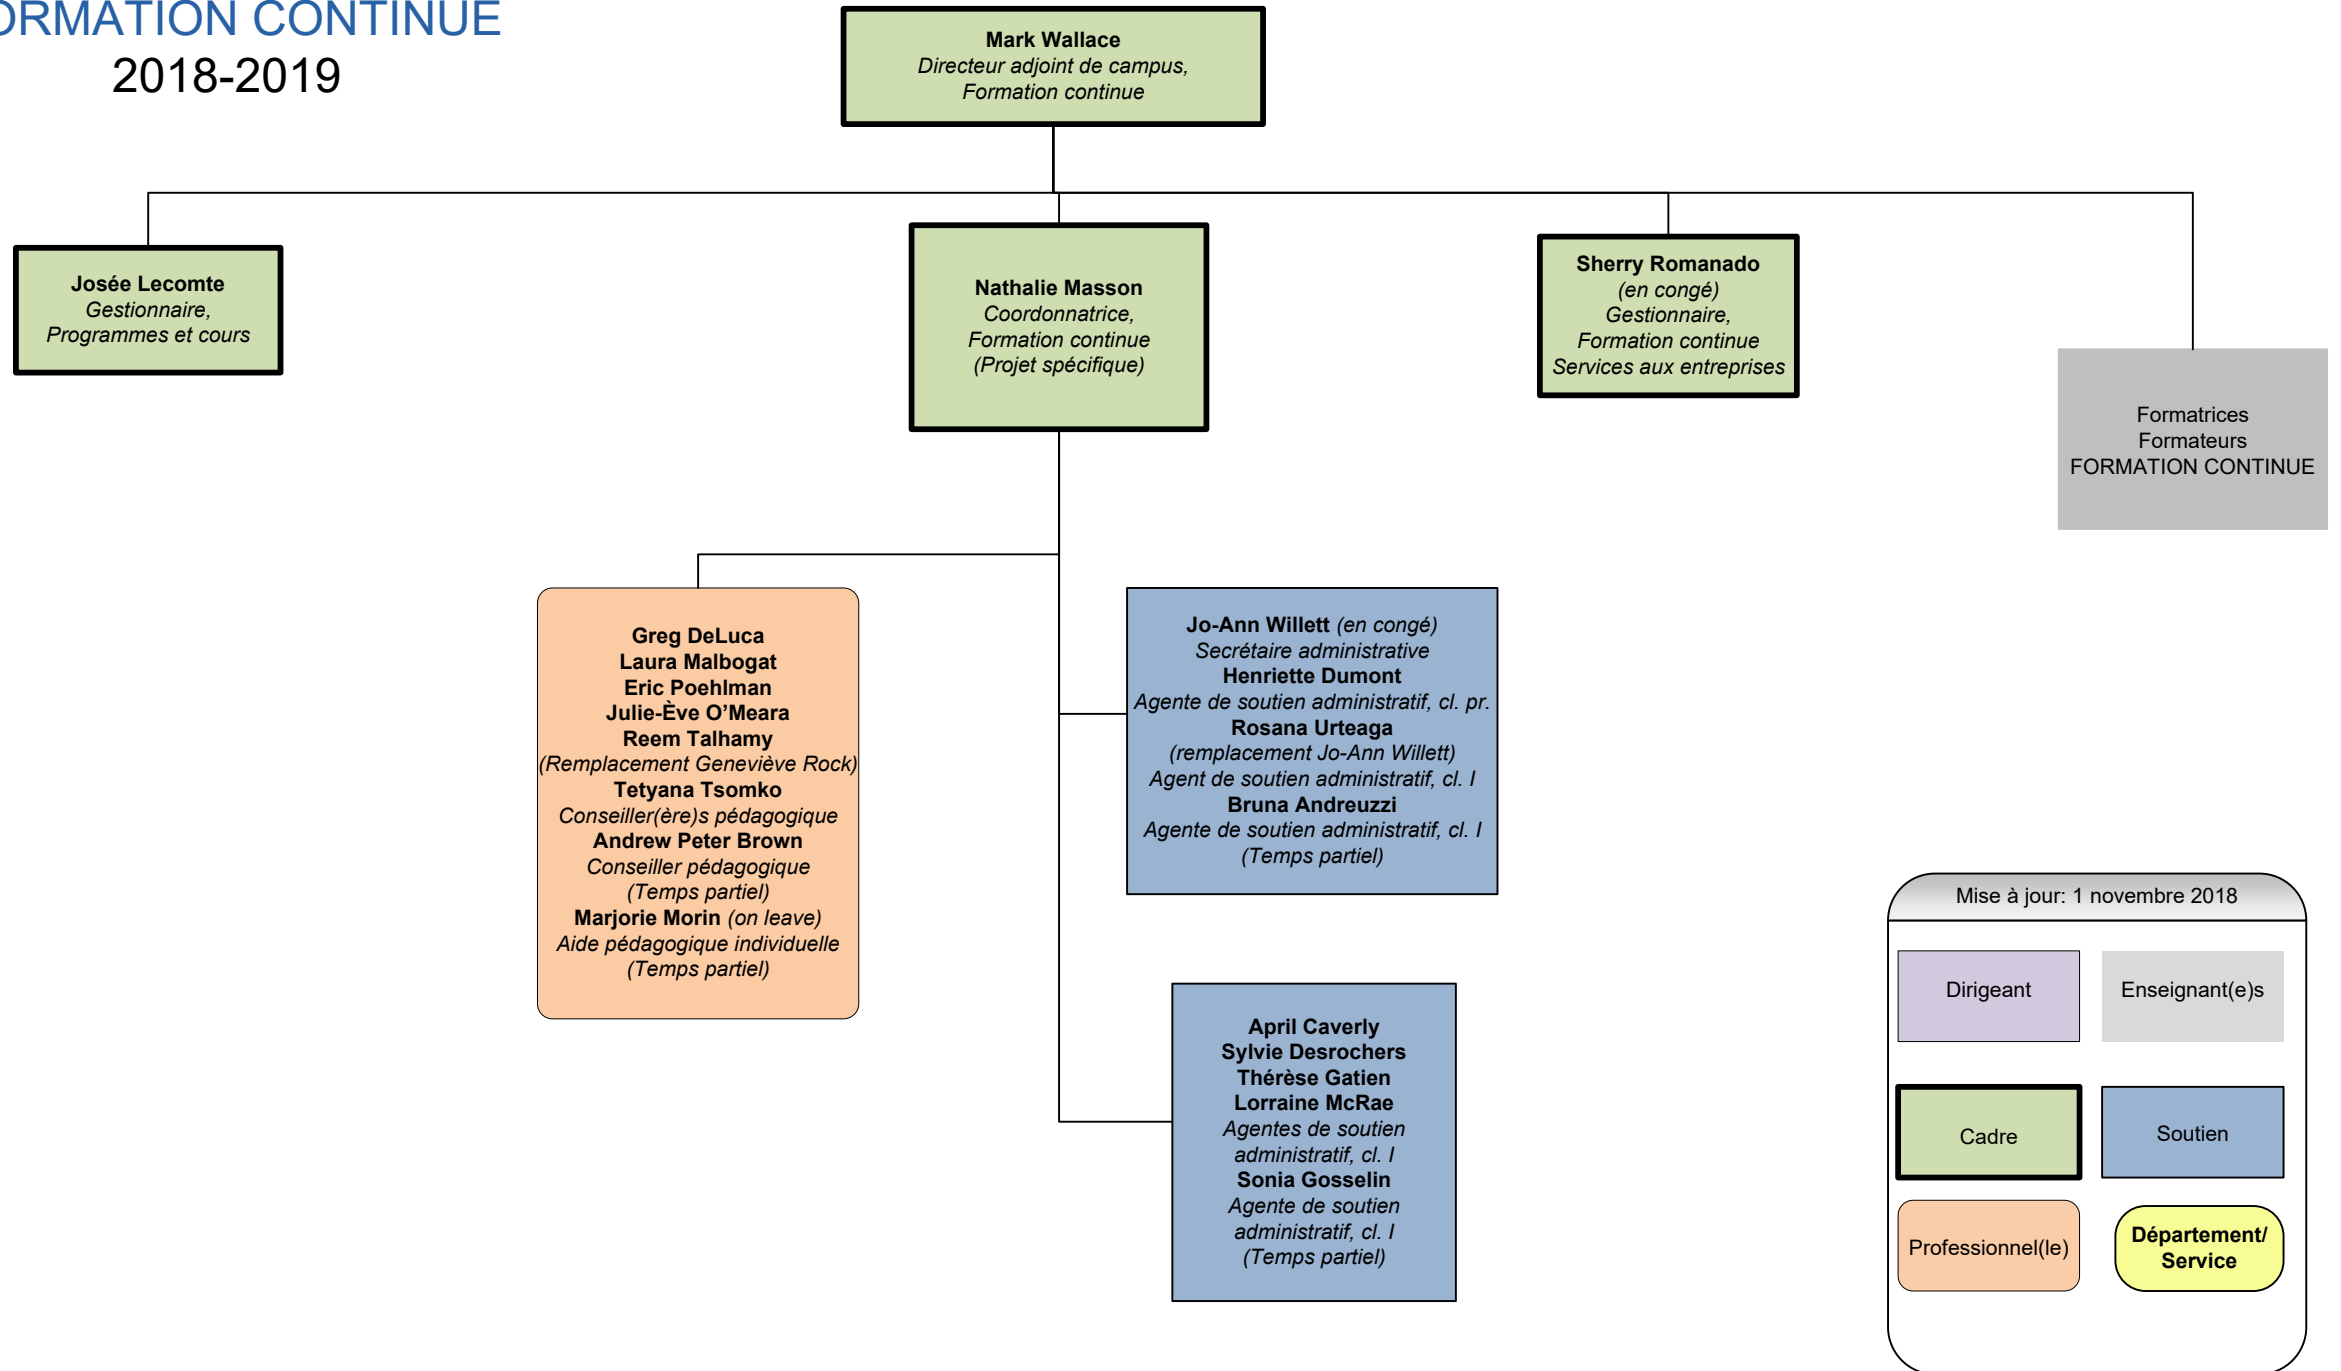 ORMATION CONTINUE
2018-2019
Mark Wallace
Directeur adjoint de campus,
Formation continue
Josée Lecomte
Gestionnaire,
Programmes et cours
Nathalie Masson
Coordonnatrice,
Formation continue
(Projet spécifique)
Sherry Romanado
(en congé)
Gestionnaire,
Formation continue
Services aux entreprises
Formatrices
Formateurs
FORMATION CONTINUE
Greg DeLuca
Laura Malbogat
Eric Poehlman
Julie-Ève O’Meara
Reem Talhamy
(Remplacement Geneviève Rock)
Tetyana Tsomko
Conseiller(ère)s pédagogique
Andrew Peter Brown
Conseiller pédagogique
(Temps partiel)
Marjorie Morin (on leave)
Aide pédagogique individuelle
(Temps partiel)
Jo-Ann Willett (en congé)
Secrétaire administrative
Henriette Dumont
Agente de soutien administratif, cl. pr.
Rosana Urteaga
(remplacement Jo-Ann Willett)
Agent de soutien administratif, cl. I
Bruna Andreuzzi
Agente de soutien administratif, cl. I
(Temps partiel)
April Caverly
Sylvie Desrochers
Thérèse Gatien
Lorraine McRae
Agentes de soutien
administratif, cl. I
Sonia Gosselin
Agente de soutien
administratif, cl. I
(Temps partiel)
Mise à jour: 1 novembre 2018
Dirigeant
Enseignant(e)s
Cadre
Soutien
Professionnel(le)
Département/
Service